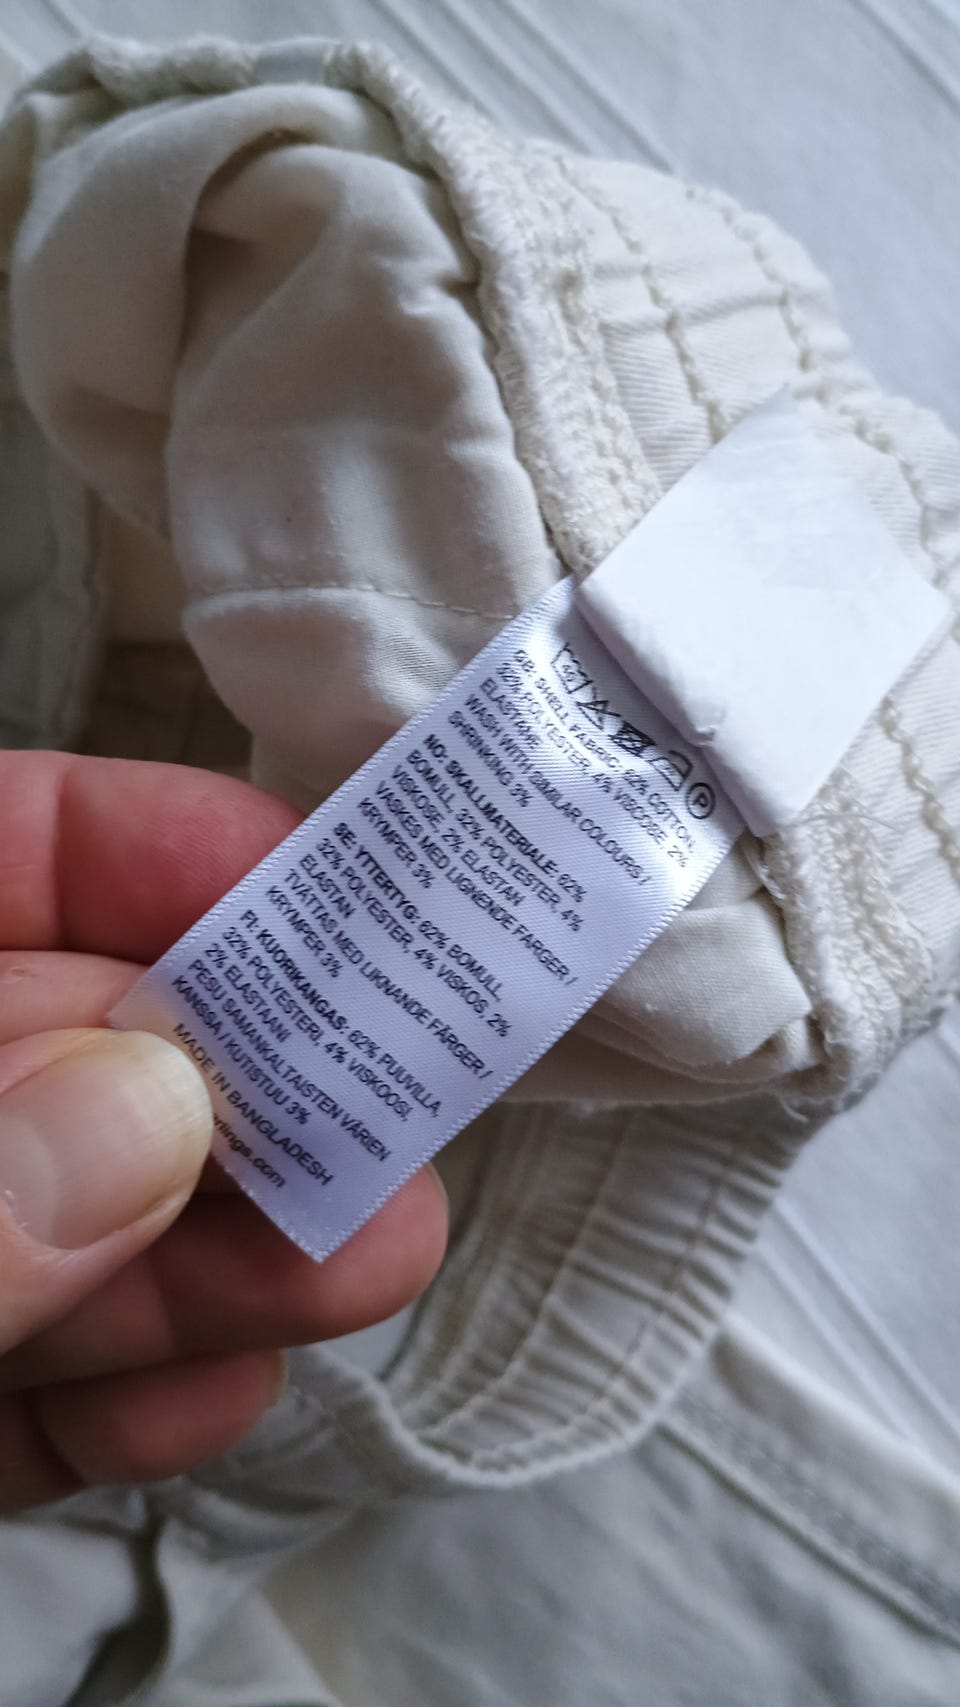 P
GB: SHELL FABRIC: 62% COTTON,
32% POLYESTER, 4% VISCOSE, 2%
ELASTANE
WASH WITH SIMILAR COLOURS /
SHRINKING 3%
NO: SKALLMATERIALE: 62%
BOMULL, 32% POLYESTER, 4%
VISKOSE, 2% ELASTAN
VASKES MED LIGNENDE FARGER /
KRYMPER 3%
SE: YTTERTYG: 62% BOMULL,
32% POLYESTER, 4% VISKOS, 2%
ELASTAN
TVÄTTAS MED LIKNANDE FÄRGER /
KRYMPER 3%
FI: KUORIKANGAS: 62% PUUVILLA,
32% POLYESTERI, 4% VISKOOSI,
2% ELASTAANI
PESU SAMANKALTAISTEN VÄRIEN
KANSSA / KUTISTUU 3%
MADE IN BANGLADESH
erlings.com